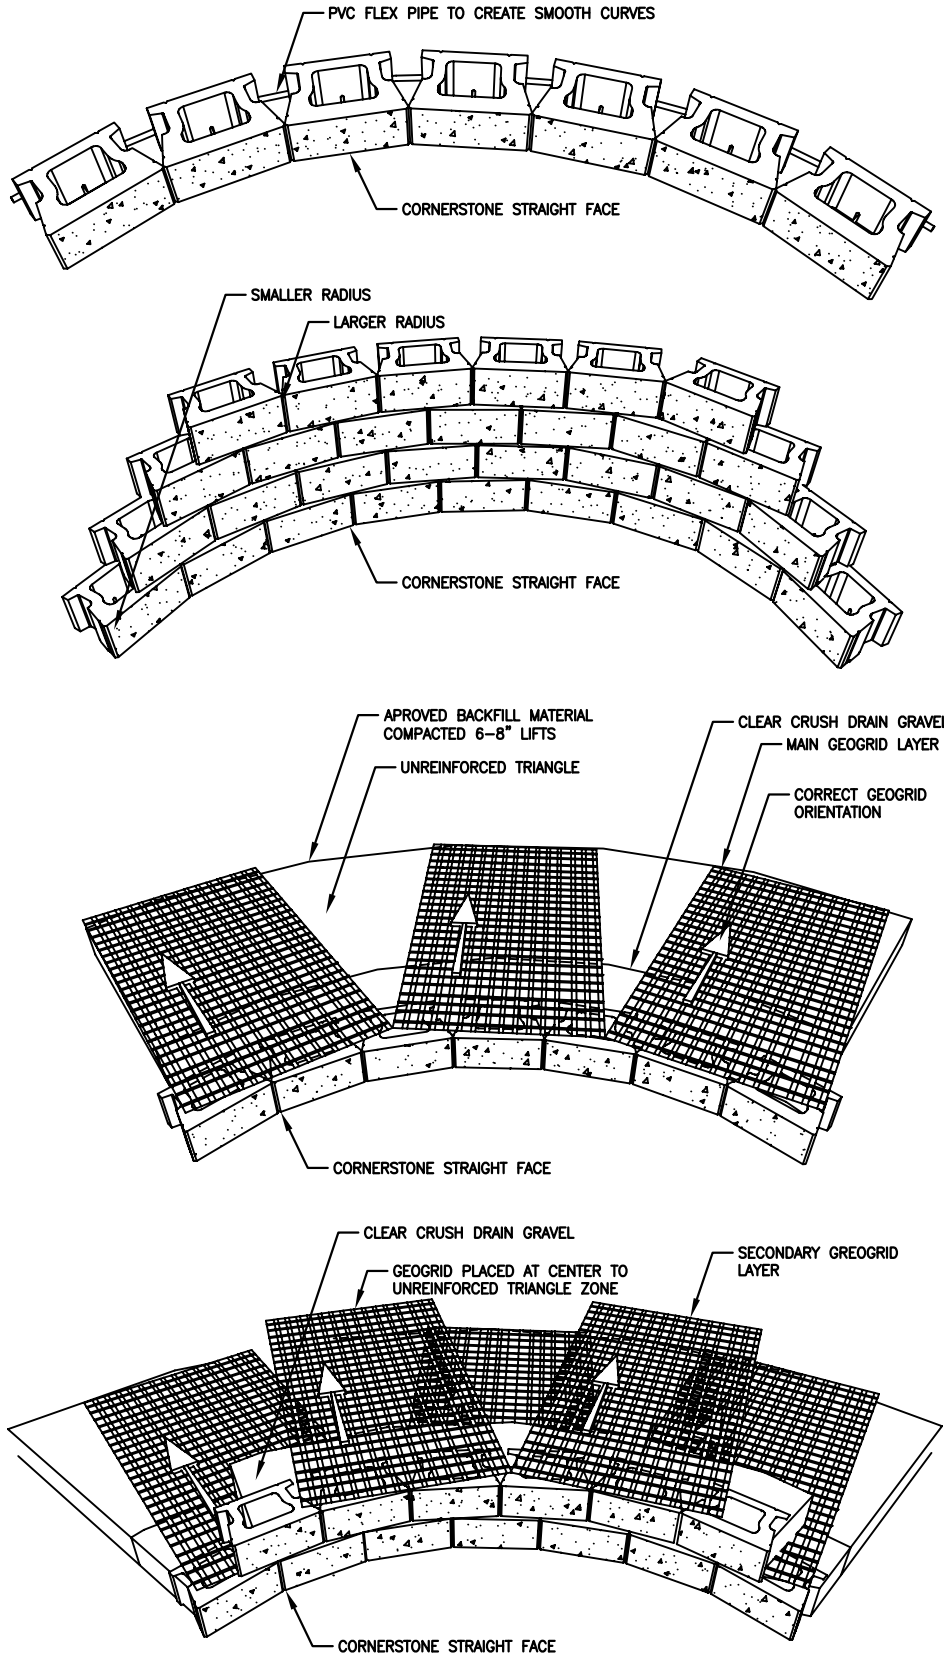 PVC FLEX PIPE TO CREATE SMOOTH CURVES
CORNERSTONE STRAIGHT FACE
SMALLER RADIUS
LARGER RADIUS
CORNERSTONE STRAIGHT FACE
APROVED BACKFILL MATERIAL
COMPACTED 6-8" LIFTS
UNREINFORCED TRIANGLE
CLEAR CRUSH DRAIN GRAVEL
MAIN GEOGRID LAYER
CORRECT GEOGRID
ORIENTATION
CORNERSTONE STRAIGHT FACE
CLEAR CRUSH DRAIN GRAVEL
GEOGRID PLACED AT CENTER TO
UNREINFORCED TRIANGLE ZONE
SECONDARY GREOGRID
LAYER
CORNERSTONE STRAIGHT FACE